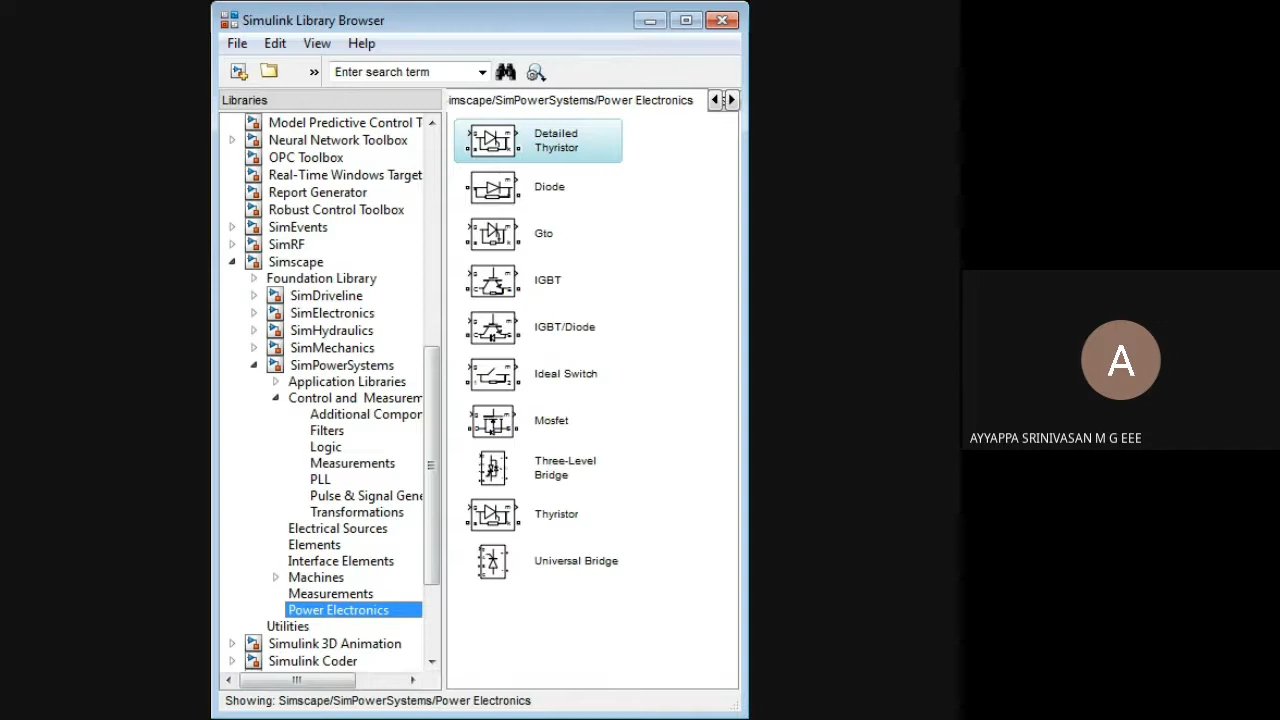 Simulink Library Browser
File Edit View Help
» Enter search term
Libraries
imscape/SimPowerSystems/Power Electronics
Model Predictive Control T
Neural Network Toolbox
OPC Toolbox
Real-Time Windows Target
Report Generator
Robust Control Toolbox
SimEvents
SimRF
Simscape
Foundation Library
SimDriveline
SimElectronics
SimHydraulics
SimMechanics
SimPowerSystems
Application Libraries
Control and Measurem
Additional Compor
Filters
Logic
Measurements
PLL
Pulse & Signal Gene
Transformations
Electrical Sources
Elements
Interface Elements
Machines
Measurements
Power Electronics
Utilities
Simulink 3D Animation
Simulink Coder
Detailed
Thyristor
Diode
Gto
IGBT
IGBT/Diode
Ideal Switch
Mosfet
Three-Level
Bridge
Thyristor
Universal Bridge
Showing: Simscape/SimPowerSystems/Power Electronics
A
AYYAPPA SRINIVASAN M G EEE